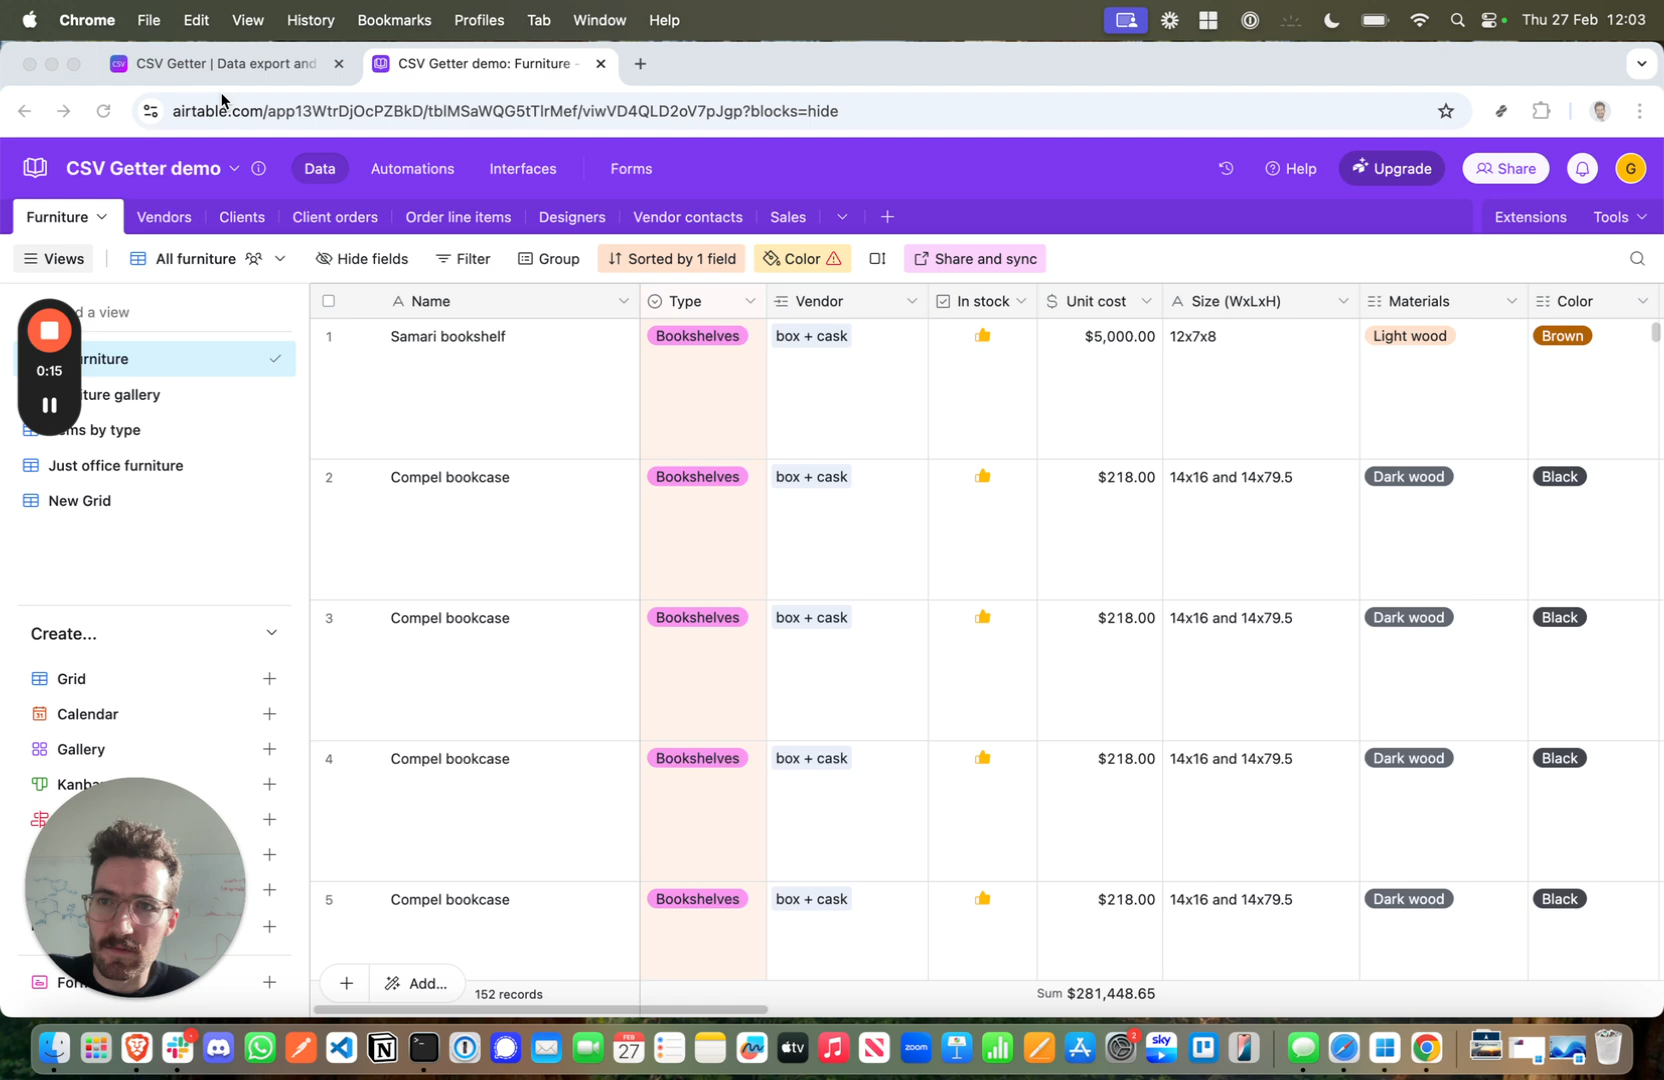 Chrome File Edit View History Bookmarks Profiles Tab Window Help Thu 27 Feb 12:03
CSV CSV Getter | Data export and CSV Getter demo: Furniture -
airtable.com/app13WtrDjOcPZBkD/tblMSaWQG5tTlrMef/viwVD4QLD2oV7pJgp?blocks=hide
CSV Getter demo Data Automations Interfaces Forms Help Upgrade Share G
Furniture Vendors Clients Client orders Order line items Designers Vendor contacts Sales Extensions Tools
Views All furniture Hide fields Filter Group Sorted by 1 field Color Share and sync
a view Name Type Vendor In stock Unit cost Size (WxLxH) Materials Color
1 Samari bookshelf Bookshelves box + cask $5,000.00 12x7x8 Light wood Brown
0:15
Just office furniture
New Grid
2 Compel bookcase Bookshelves box + cask $218.00 14x16 and 14x79.5 Dark wood Black
3 Compel bookcase Bookshelves box + cask $218.00 14x16 and 14x79.5 Dark wood Black
Create...
Grid
Calendar
Gallery
4 Compel bookcase Bookshelves box + cask $218.00 14x16 and 14x79.5 Dark wood Black
5 Compel bookcase Bookshelves box + cask $218.00 14x16 and 14x79.5 Dark wood Black
Add... 152 records Sum $281,448.65
FEB 27 zoom tv sky 2